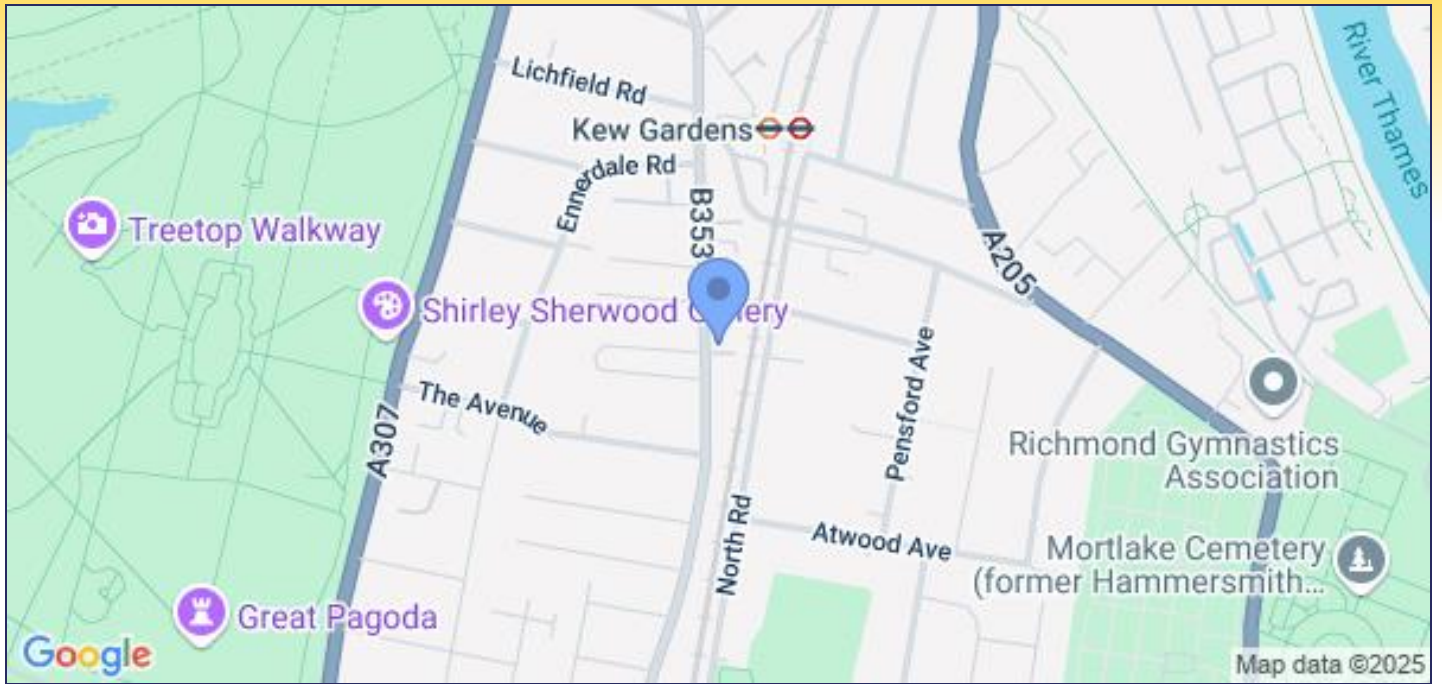 River Thames
Lichfield Rd
Kew Gardens
Ennerdale Rd
B353
Treetop Walkway
A205
Shirley Sherwood
Pensford Ave
The Avenue
A307
Richmond Gymnastics
Association
North Rd
Atwood Ave
Mortlake Cemetery
(former Hammersmith...
Great Pagoda
Google
Map data ©2025